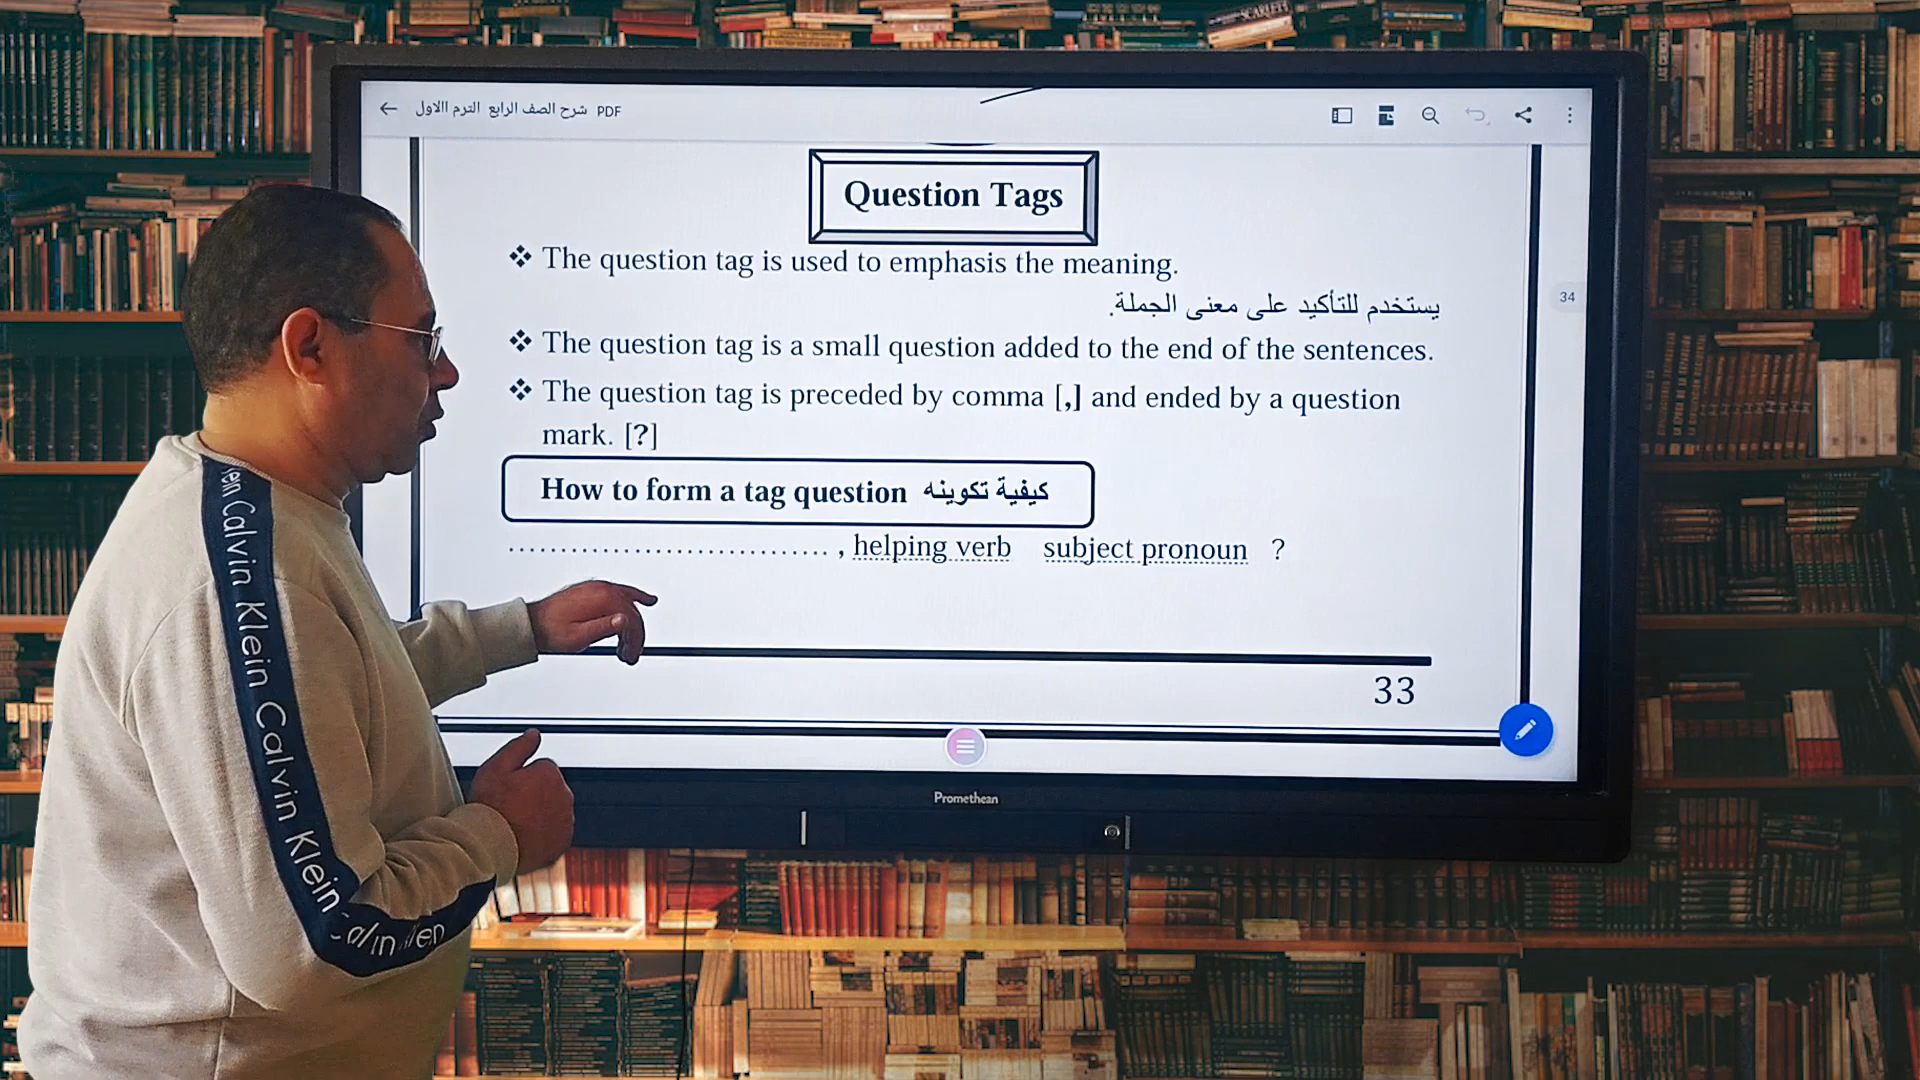 SCARLETT
PDF شرح الصف الرابع الترم الاول
Question Tags
❖ The question tag is used to emphasis the meaning.
يستخدم للتأكيد على معنى الجملة.
34
❖ The question tag is a small question added to the end of the sentences.
❖ The question tag is preceded by comma [,] and ended by a question
mark. [?]
How to form a tag question كيفية تكوينه
.............................. , helping verb subject pronoun ?
33
Promethean
Calvin Klein Calvin Klein